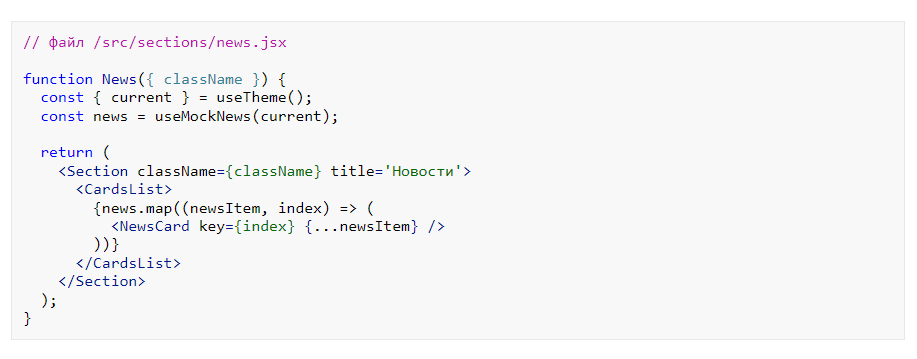 // файл /src/sections/news.jsx
function News({ className }) {
  const { current } = useTheme();
  const news = useMockNews(current);
  return (
    <Section className={className} title='Новости'>
      <CardsList>
        {news.map((newsItem, index) => (
          <NewsCard key={index} {...newsItem} />
        ))}
      </CardsList>
    </Section>
  );
}